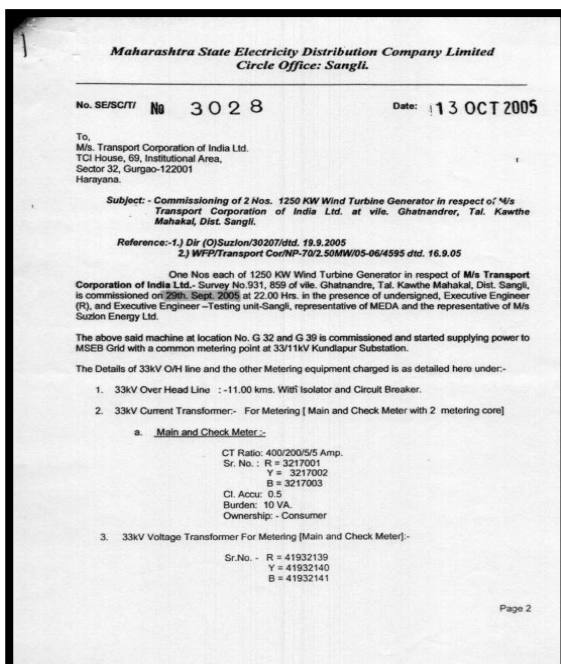 Maharashtra State Electricity Distribution Company Limited
Circle Office: Sangli.
No. SE/SC/T/ No 3028 Date: 13 OCT 2005
To,
M/s. Transport Corporation of India Ltd.
TCI House, 69, Institutional Area,
Sector 32, Gurgao-122001
Harayana.
Subject: - Commissioning of 2 Nos. 1250 KW Wind Turbine Generator in respect of M/s
Transport Corporation of India Ltd. at vile. Ghatnandrer, Tal. Kawthe
Mahakal, Dist. Sangli.
Reference:-1.) Dir (O)Suzlon/30207/dtd. 19.9.2005
2.) WFP/Transport Cor/NP-70/2.50MW/05-06/4595 dtd. 16.9.05
One Nos each of 1250 KW Wind Turbine Generator in respect of M/s Transport
Corporation of India Ltd.- Survey No.931, 859 of vile. Ghatnandre, Tal. Kawthe Mahakal, Dist. Sangli,
is commissioned on 29th. Sept. 2005 at 22.00 Hrs. in the presence of undersigned, Executive Engineer
(R), and Executive Engineer –Testing unit-Sangli, representative of MEDA and the representative of M/s
Suzlon Energy Ltd.
The above said machine at location No. G 32 and G 39 is commissioned and started supplying power to
MSEB Grid with a common metering point at 33/11kV Kundlapur Substation.
The Details of 33kV O/H line and the other Metering equipment charged is as detailed here under:-
1. 33kV Over Head Line : -11.00 kms. With Isolator and Circuit Breaker.
2. 33kV Current Transformer:- For Metering [ Main and Check Meter with 2 metering core]
a. Main and Check Meter :-
CT Ratio: 400/200/5/5 Amp.
Sr. No. : R = 3217001
Y = 3217002
B = 3217003
Cl. Accu: 0.5
Burden: 10 VA.
Ownership: - Consumer
3. 33kV Voltage Transformer For Metering [Main and Check Meter]:-
Sr.No. - R = 41932139
Y = 41932140
B = 41932141
Page 2